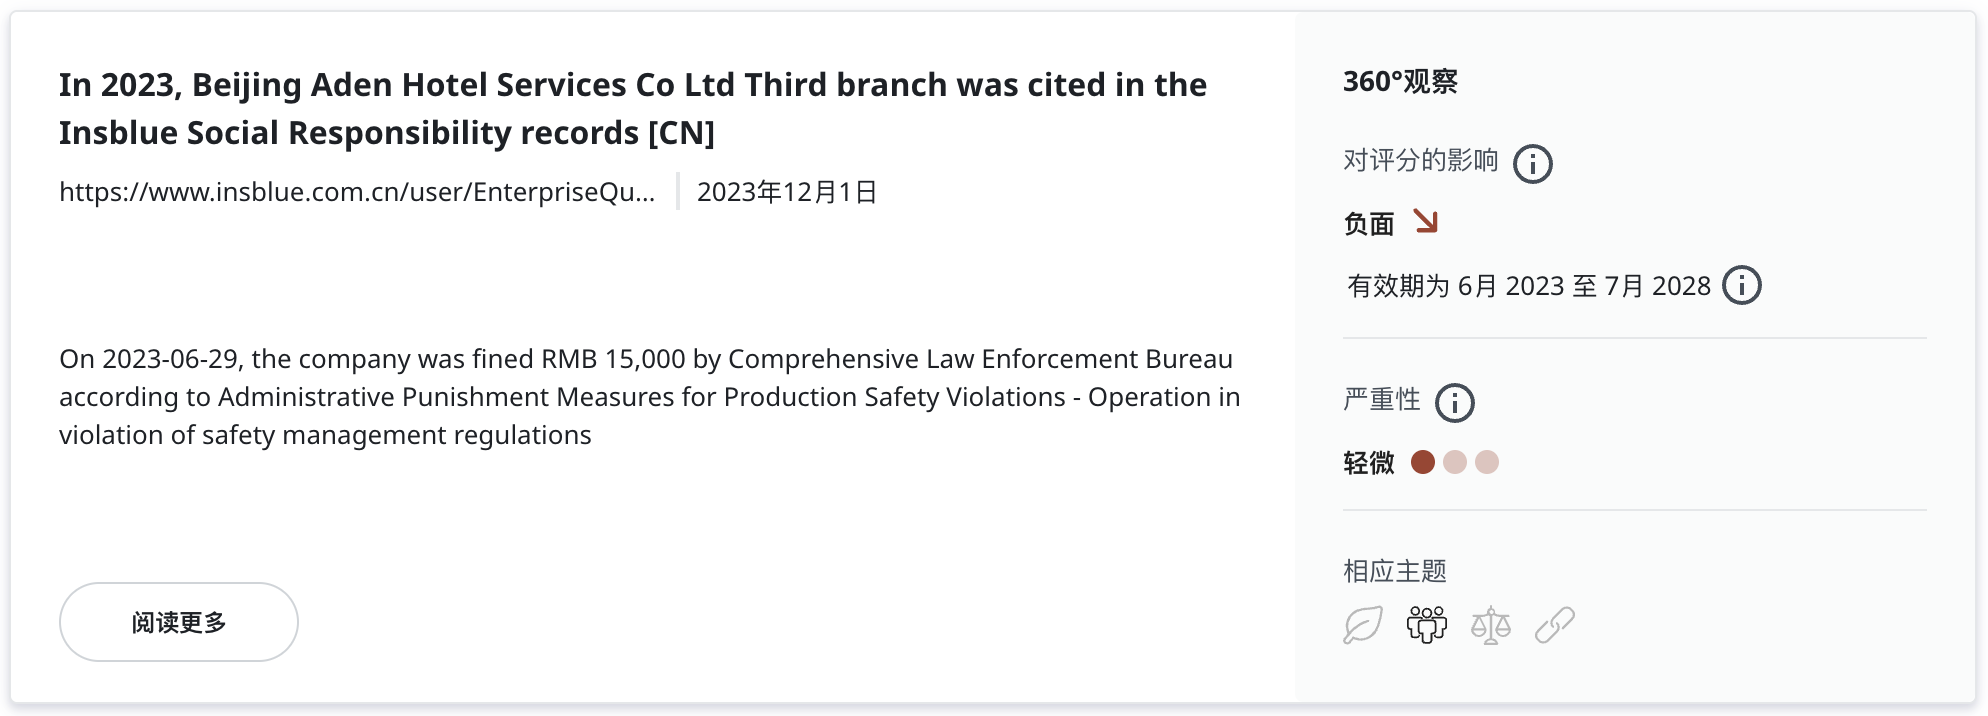 In 2023, Beijing Aden Hotel Services Co Ltd Third branch was cited in the
Insblue Social Responsibility records [CN]
https://www.insblue.com.cn/user/EnterpriseQu...
2023年12月1日
On 2023-06-29, the company was fined RMB 15,000 by Comprehensive Law Enforcement Bureau
according to Administrative Punishment Measures for Production Safety Violations - Operation in
violation of safety management regulations
阅读更多
360°观察
对评分的影响
负面
有效期为 6月 2023 至 7月 2028
严重性
轻微
相应主题